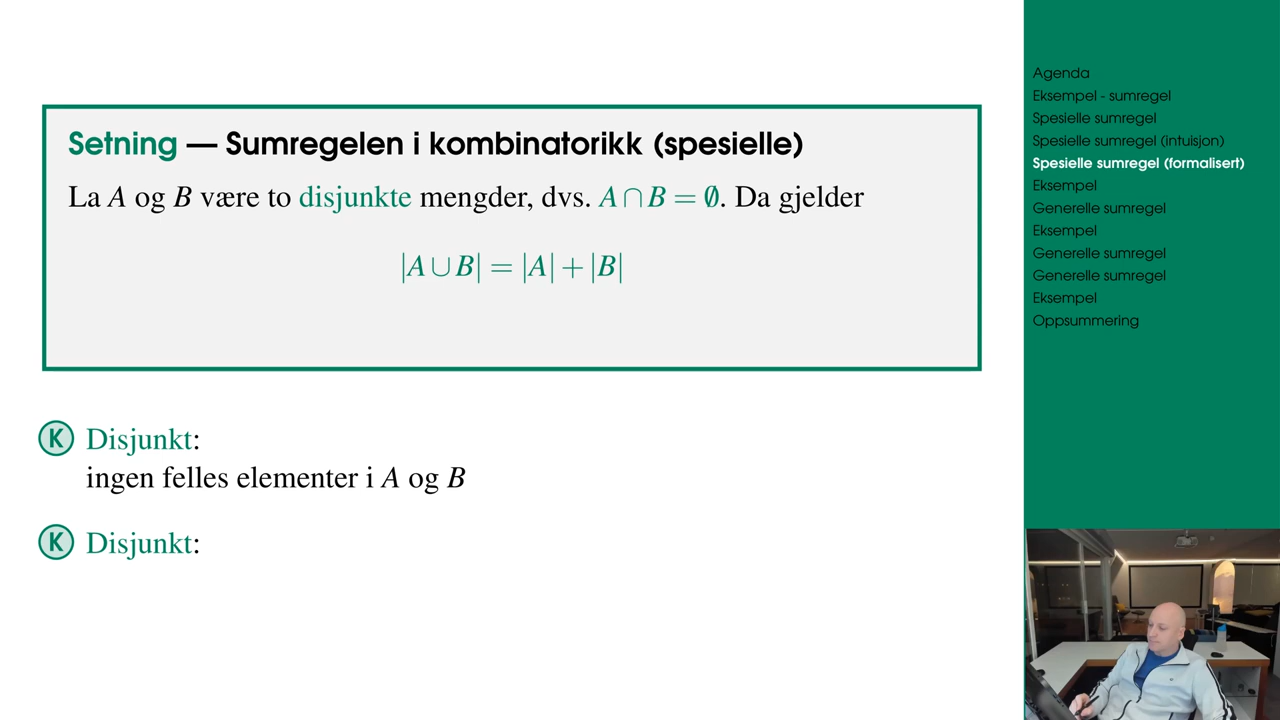 Setning — Sumregelen i kombinatorikk (spesielle)
La A og B være to disjunkte mengder, dvs. A ∩ B = ∅. Da gjelder
|A ∪ B| = |A| + |B|
K Disjunkt:
ingen felles elementer i A og B
K Disjunkt:
Agenda
Eksempel - sumregel
Spesielle sumregel
Spesielle sumregel (intuisjon)
Spesielle sumregel (formalisert)
Eksempel
Generelle sumregel
Eksempel
Generelle sumregel
Generelle sumregel
Eksempel
Oppsummering